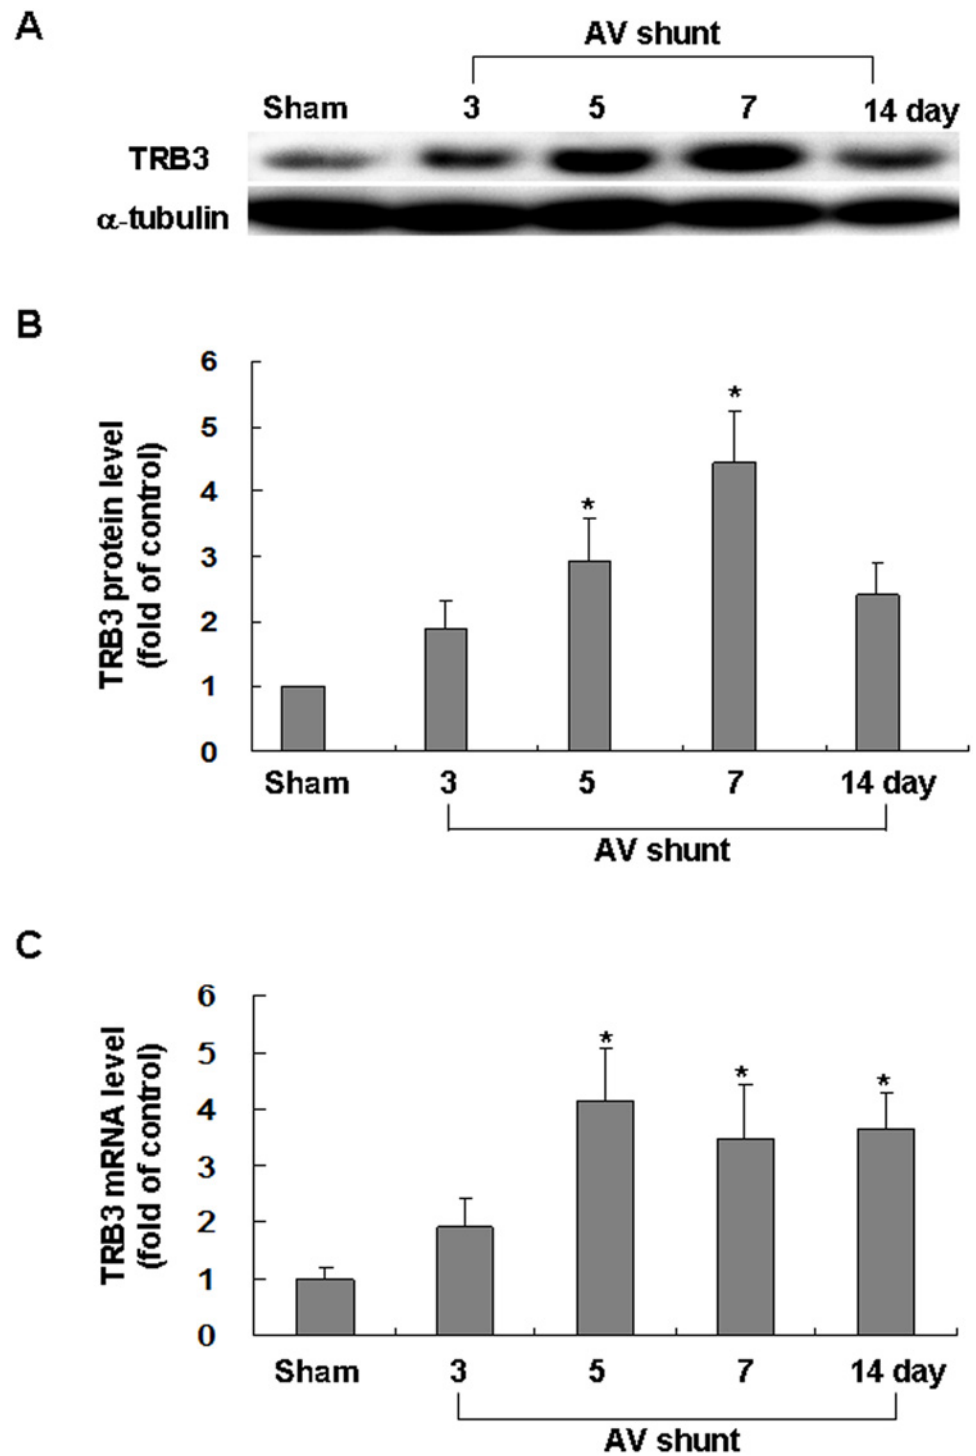 A
AV shunt
Sham 3 5 7 14 day
TRB3
α-tubulin
B
TRB3 protein level
(fold of control)
6
5
4
3
2
1
0
*
*
Sham 3 5 7 14 day
AV shunt
C
TRB3 mRNA level
(fold of control)
6
5
4
3
2
1
0
*
*
*
Sham 3 5 7 14 day
AV shunt